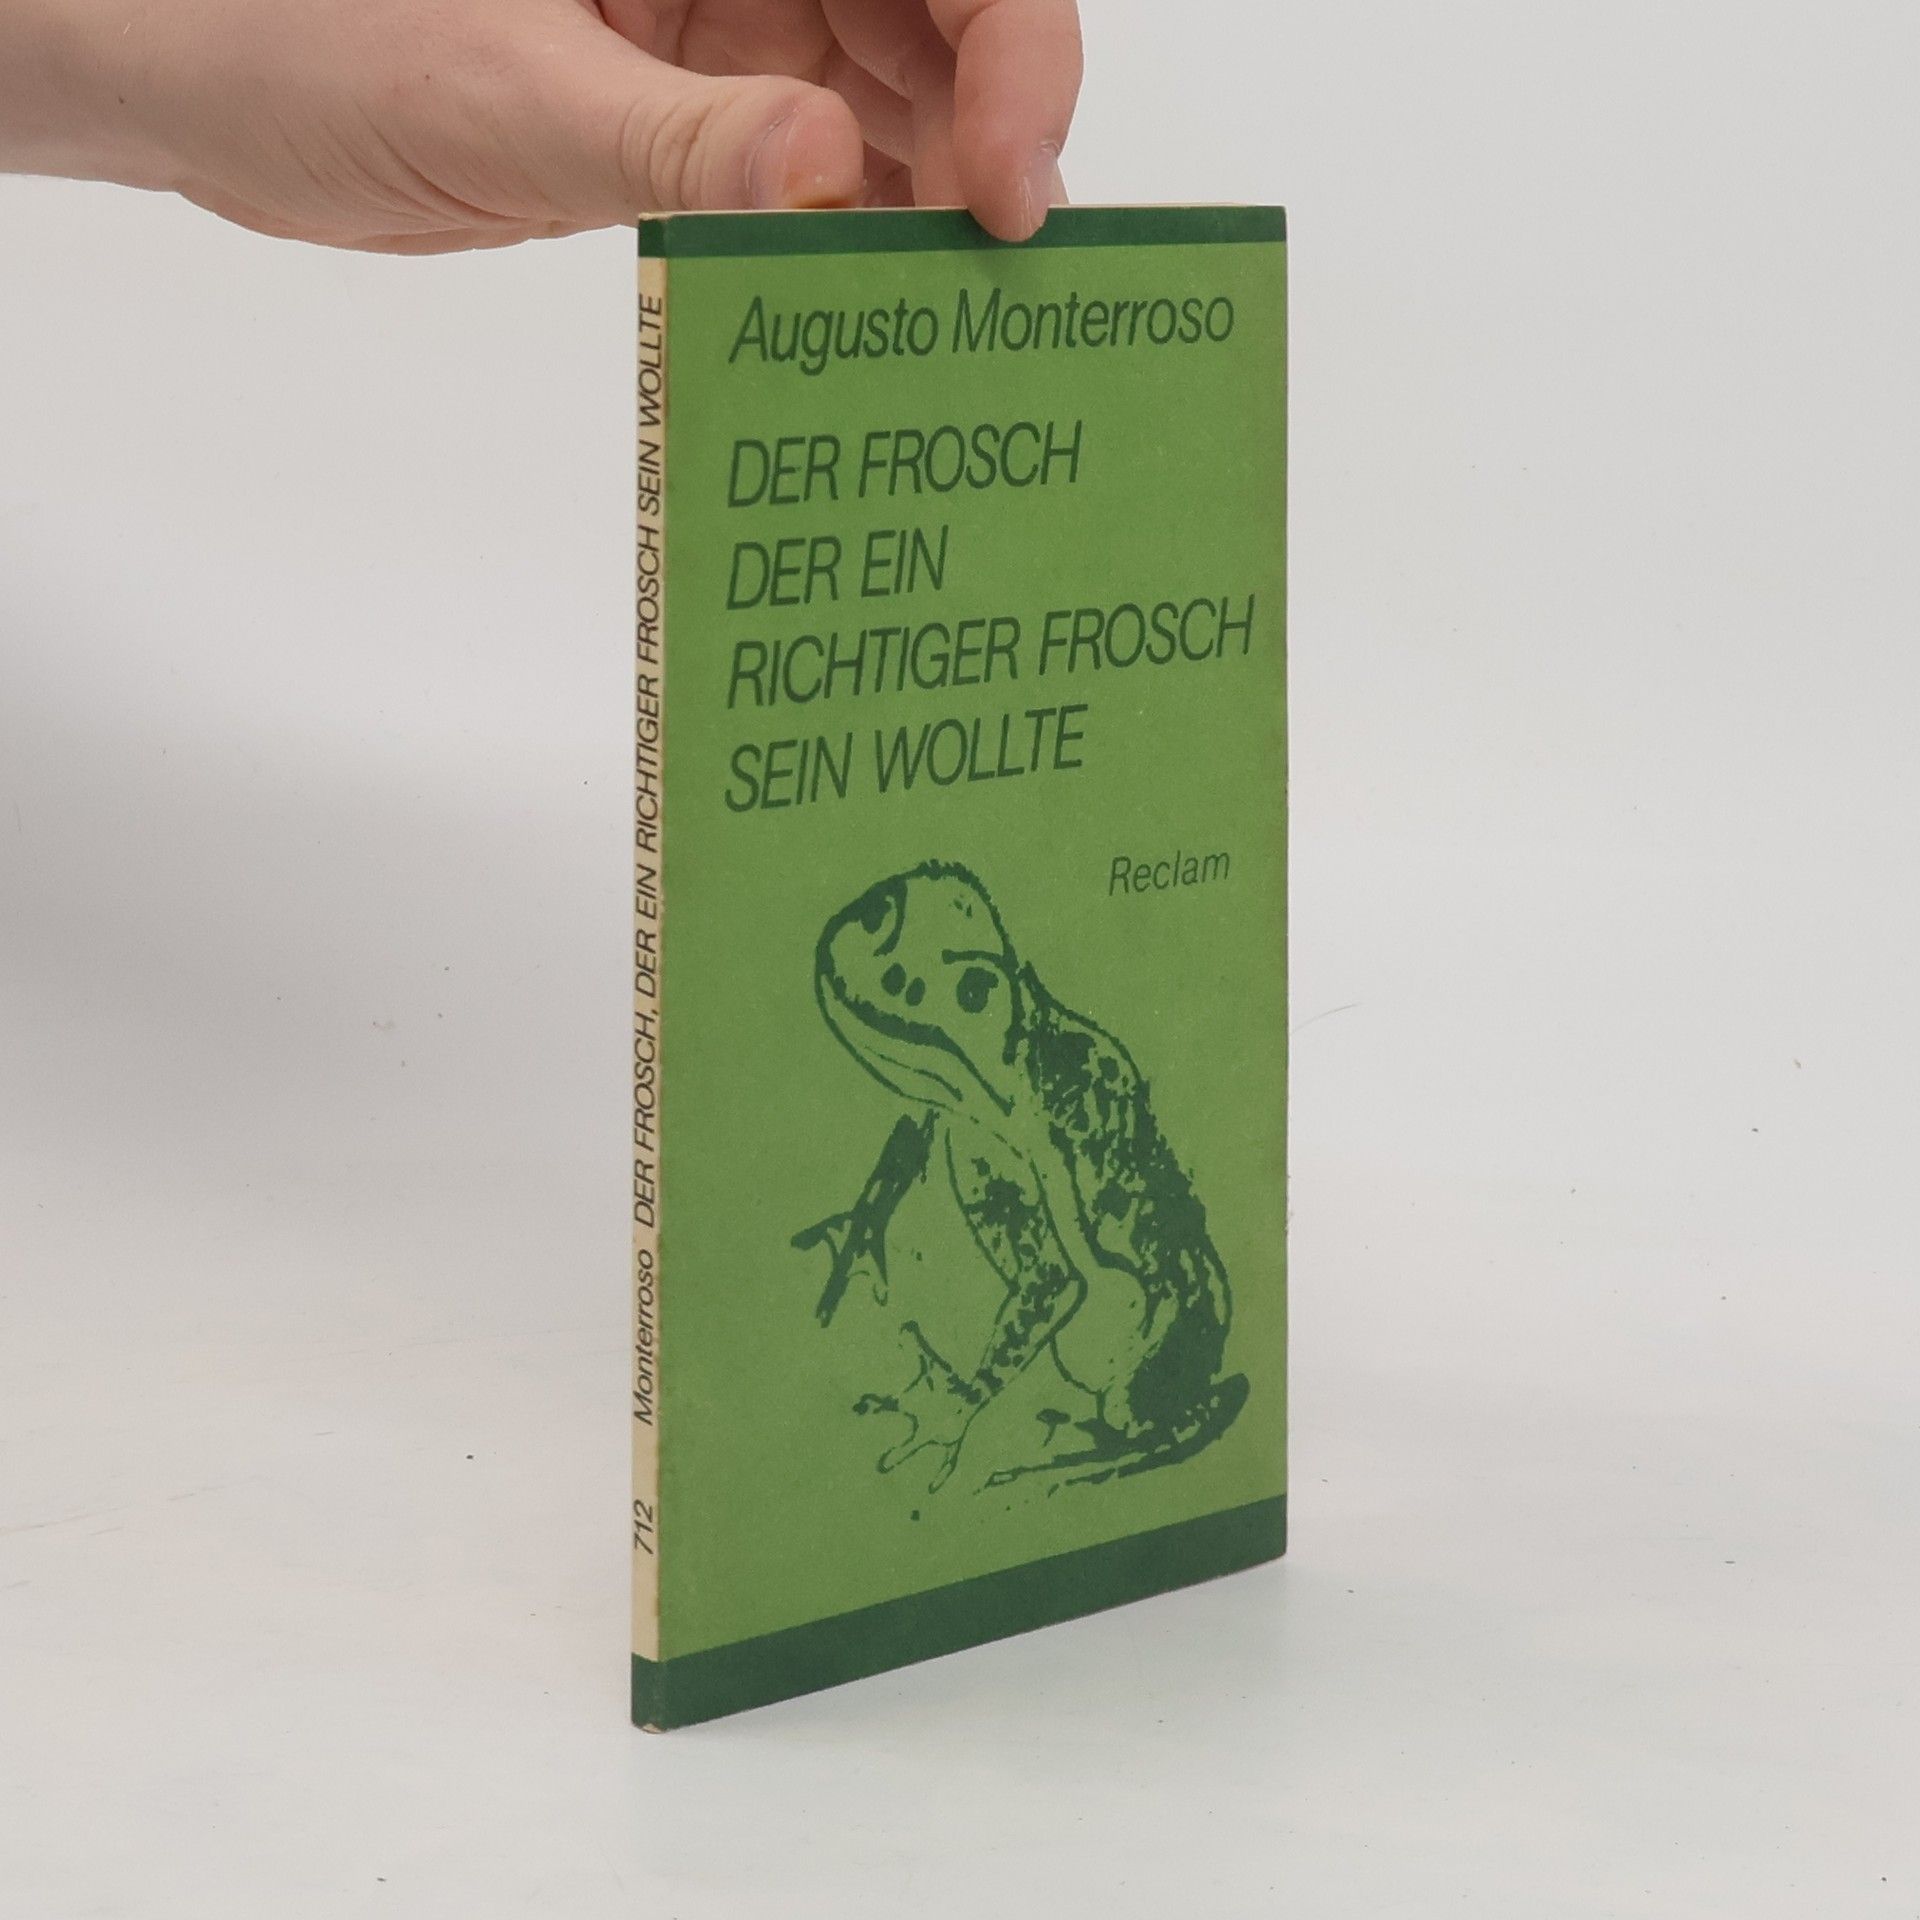 Augusto Monterroso
DER FROSCH
DER EIN
RICHTIGER FROSCH
SEIN WOLLTE
Reclam
712 Monterroso DER FROSCH, DER EIN RICHTIGER FROSCH SEIN WOLLTE